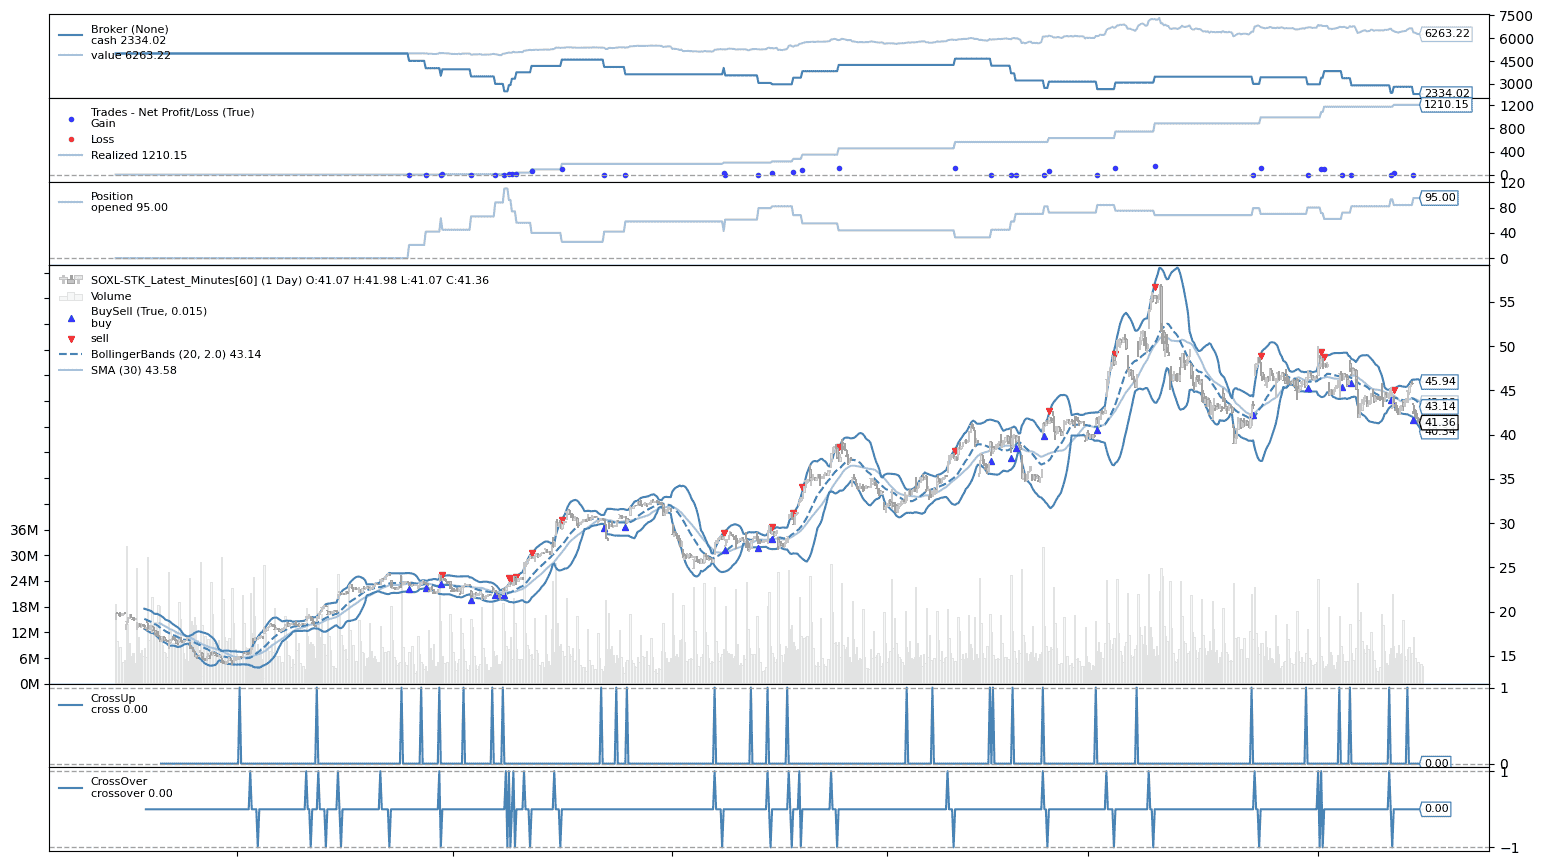 Broker (None)
cash 2334.02
value 6263.22
7500
6000
4500
3000
6263.22
2334.02
Trades - Net Profit/Loss (True)
Gain
Loss
Realized 1210.15
1200
800
400
0
1210.15
Position
opened 95.00
120
80
40
0
95.00
SOXL-STK_Latest_Minutes[60] (1 Day) O:41.07 H:41.98 L:41.07 C:41.36
Volume
BuySell (True, 0.015)
buy
sell
BollingerBands (20, 2.0) 43.14
SMA (30) 43.58
36M
30M
24M
18M
12M
6M
0M
55
50
45
40
35
30
25
20
15
45.94
43.14
41.36
40.34
CrossUp
cross 0.00
1
0
0.00
CrossOver
crossover 0.00
1
−1
0.00